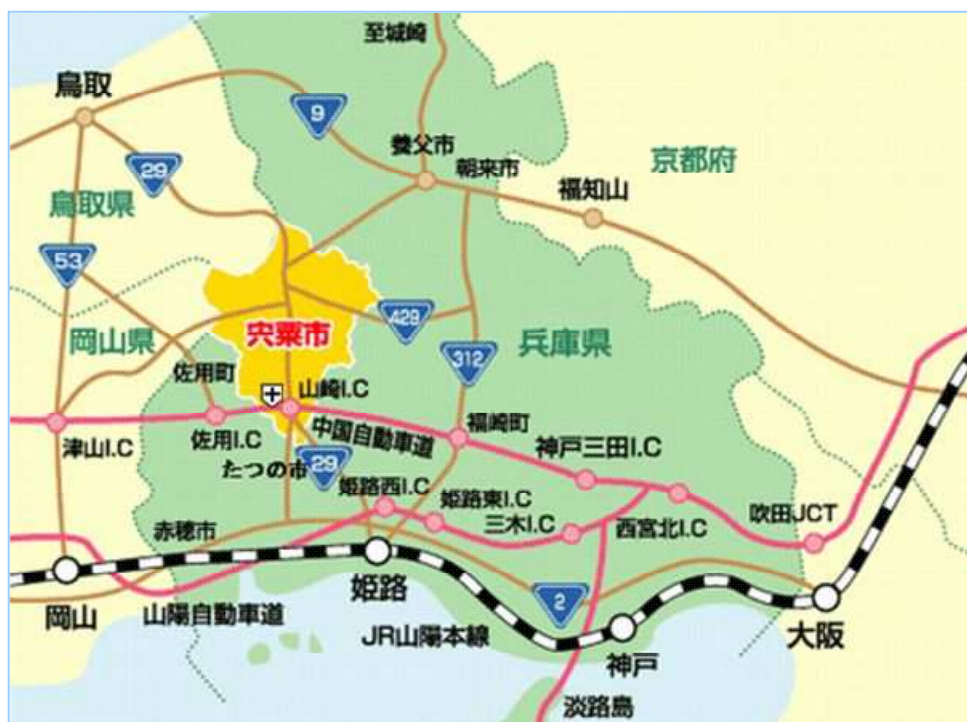 至城崎
鳥取
9
養父市
朝来市
京都府
29
福知山
鳥取県
53
429
宍粟市
岡山県
兵庫県
312
佐用町
山崎I.C
津山I.C
佐用I.C
中国自動車道
福崎町
神戸三田I.C
たつの市
29
姫路西I.C
姫路東I.C
三木I.C
西宮北I.C
吹田JCT
赤穂市
岡山
姫路
2
山陽自動車道
JR山陽本線
神戸
大阪
淡路島